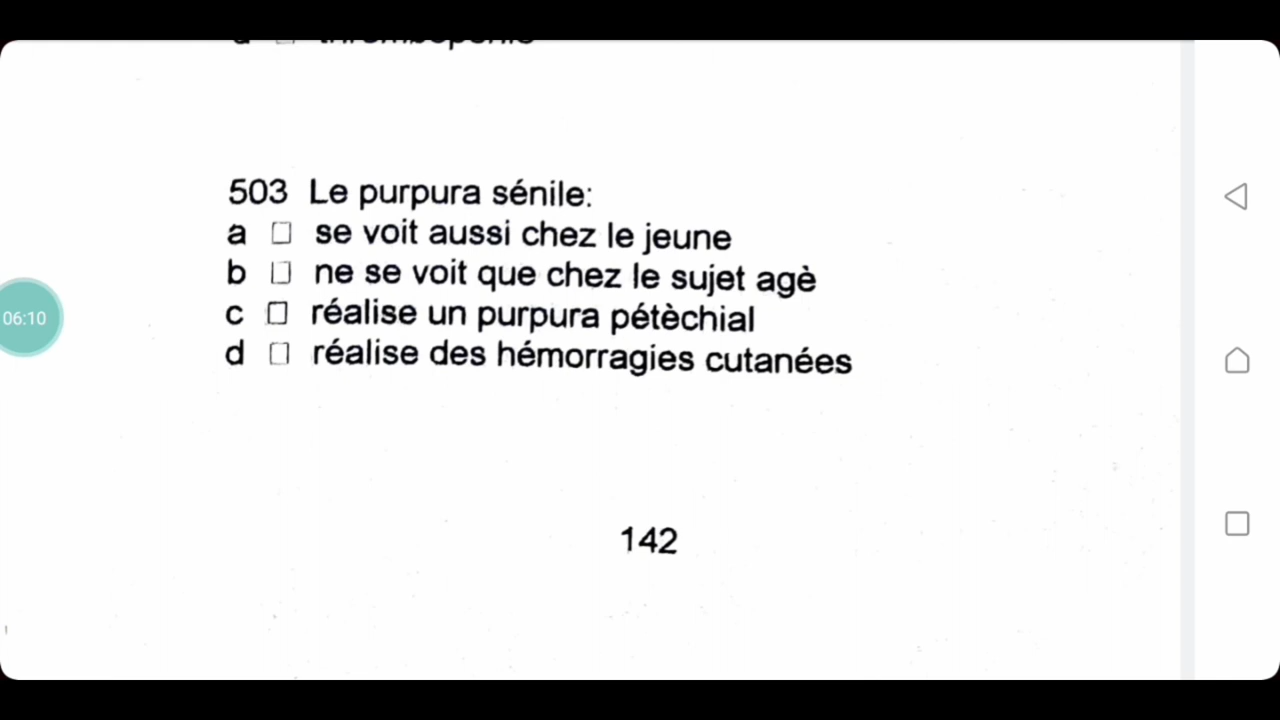 503 Le purpura sénile:
a □ se voit aussi chez le jeune
b □ ne se voit que chez le sujet agè
c □ réalise un purpura pétèchial
d □ réalise des hémorragies cutanées
142
06:10